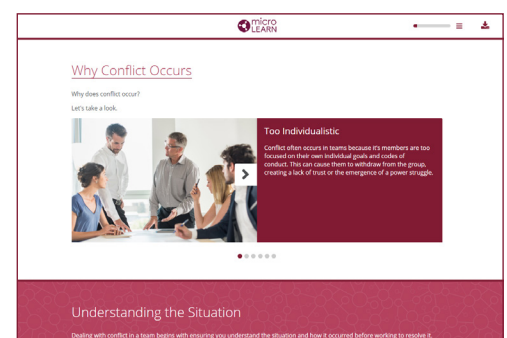 micro
LEARN
Why Conflict Occurs
Why does conflict occur?
Let's take a look.
Too Individualistic
Conflict often occurs in teams because it's members are too
focused on their own individual goals and codes of
conduct. This can cause them to withdraw from the group,
creating a lack of trust or the emergence of a power struggle.
Understanding the Situation
Dealing with conflict in a team begins with ensuring you understand the situation and how it occurred before working to resolve it.